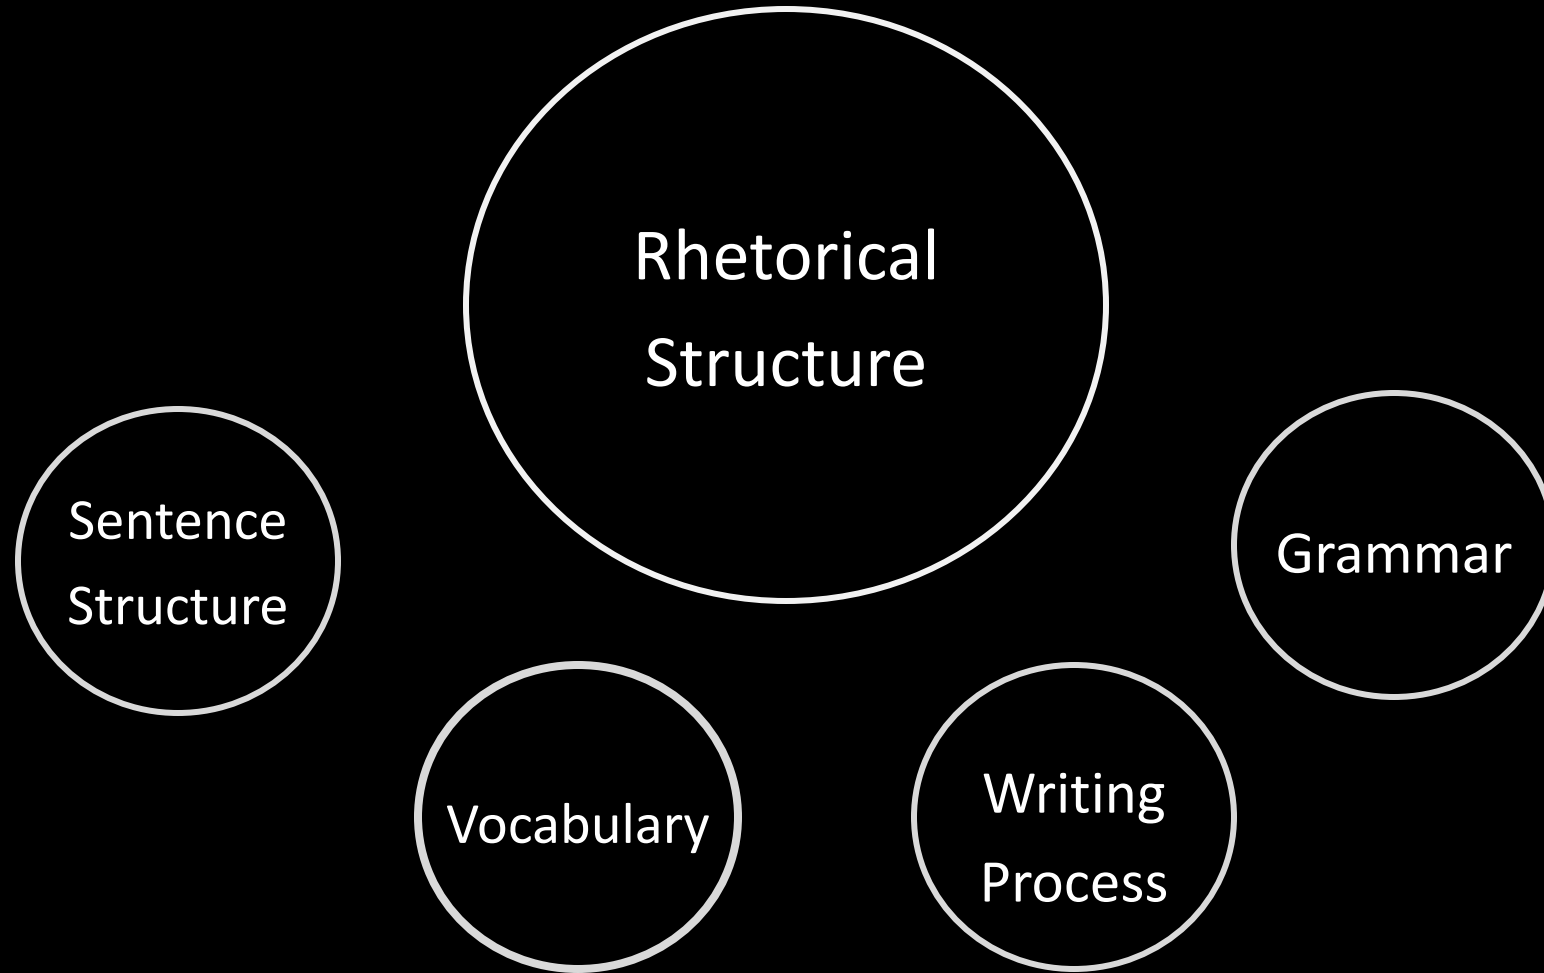 Rhetorical
Structure
Sentence
Structure
Grammar
Vocabulary
Writing
Process